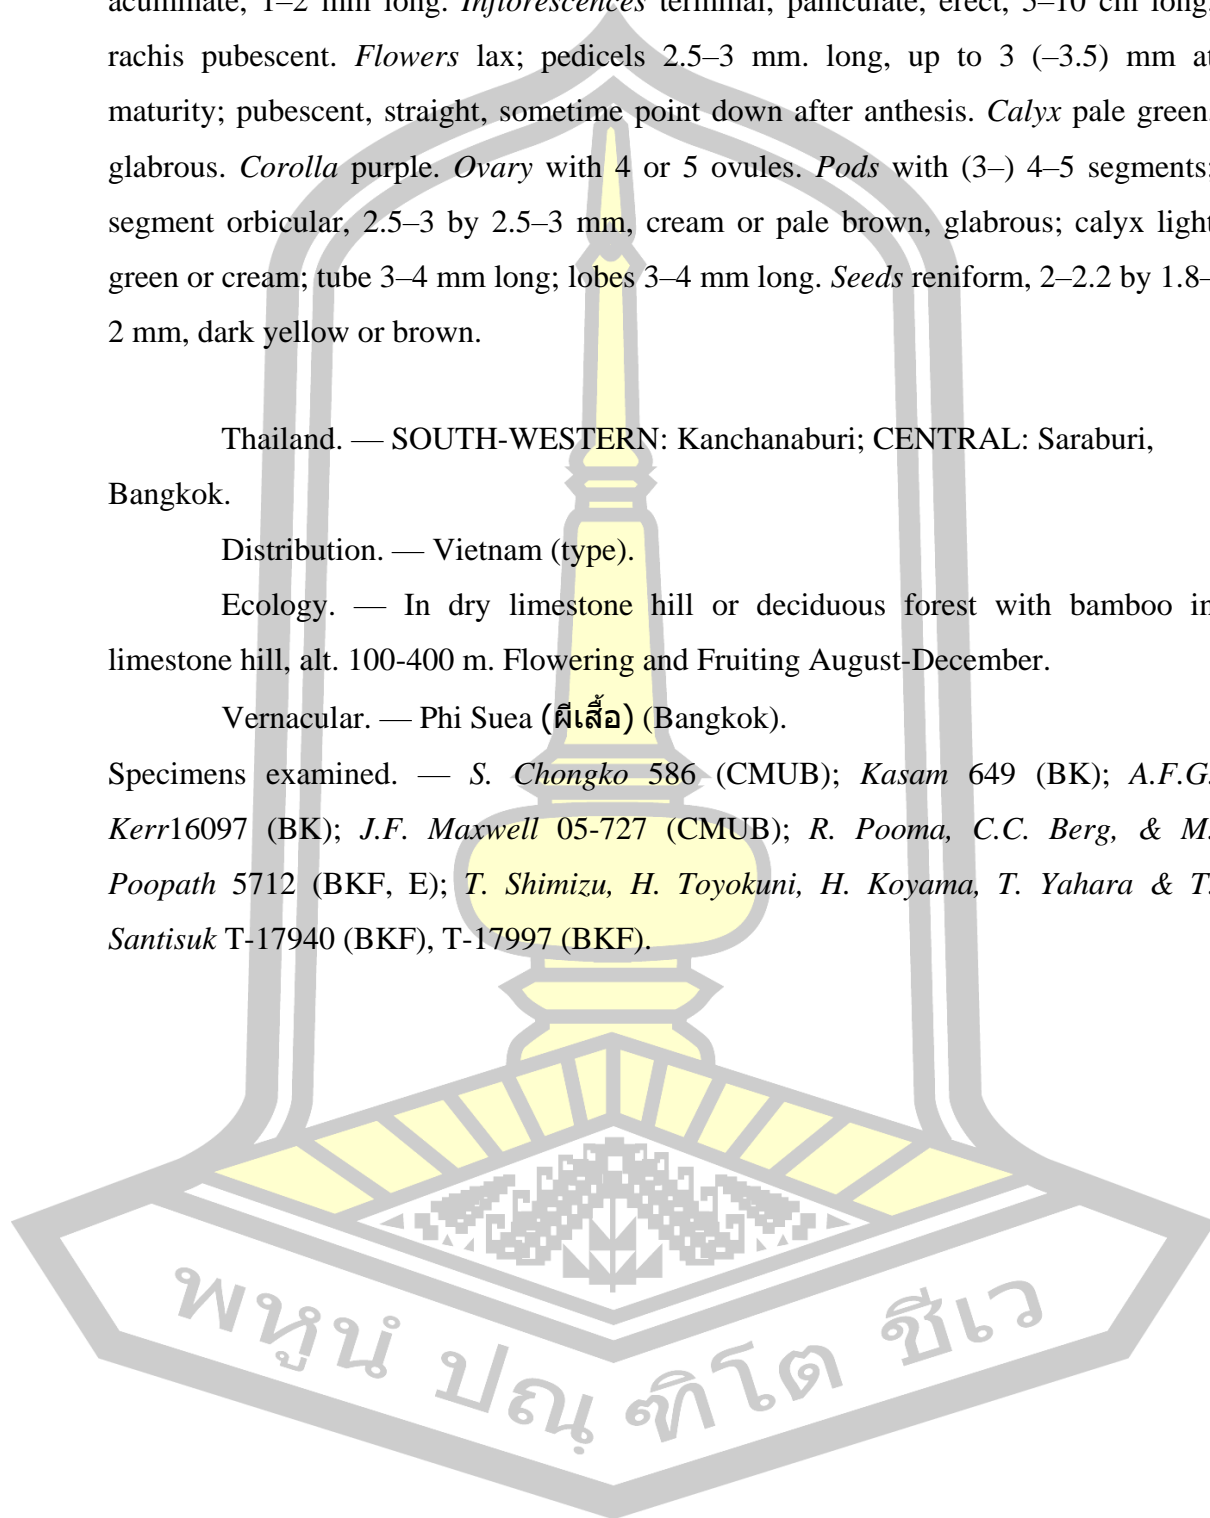 acuminate, 1–2 mm long. Inflorescences terminal, paniculate, erect, 5–10 cm long,
rachis pubescent. Flowers lax; pedicels 2.5–3 mm. long, up to 3 (–3.5) mm at
maturity; pubescent, straight, sometime point down after anthesis. Calyx pale green,
glabrous. Corolla purple. Ovary with 4 or 5 ovules. Pods with (3–) 4–5 segments;
segment orbicular, 2.5–3 by 2.5–3 mm, cream or pale brown, glabrous; calyx light
green or cream; tube 3–4 mm long; lobes 3–4 mm long. Seeds reniform, 2–2.2 by 1.8–
2 mm, dark yellow or brown.
Thailand. — SOUTH-WESTERN: Kanchanaburi; CENTRAL: Saraburi,
Bangkok.
Distribution. — Vietnam (type).
Ecology. — In dry limestone hill or deciduous forest with bamboo in
limestone hill, alt. 100-400 m. Flowering and Fruiting August-December.
Vernacular. — Phi Suea (ผีเสื้อ) (Bangkok).
Specimens examined. — S. Chongko 586 (CMUB); Kasam 649 (BK); A.F.G.
Kerr16097 (BK); J.F. Maxwell 05-727 (CMUB); R. Pooma, C.C. Berg, & M.
Poopath 5712 (BKF, E); T. Shimizu, H. Toyokuni, H. Koyama, T. Yahara & T.
Santisuk T-17940 (BKF), T-17997 (BKF).
พหูนํ ปณฺฑิโต ชีเว